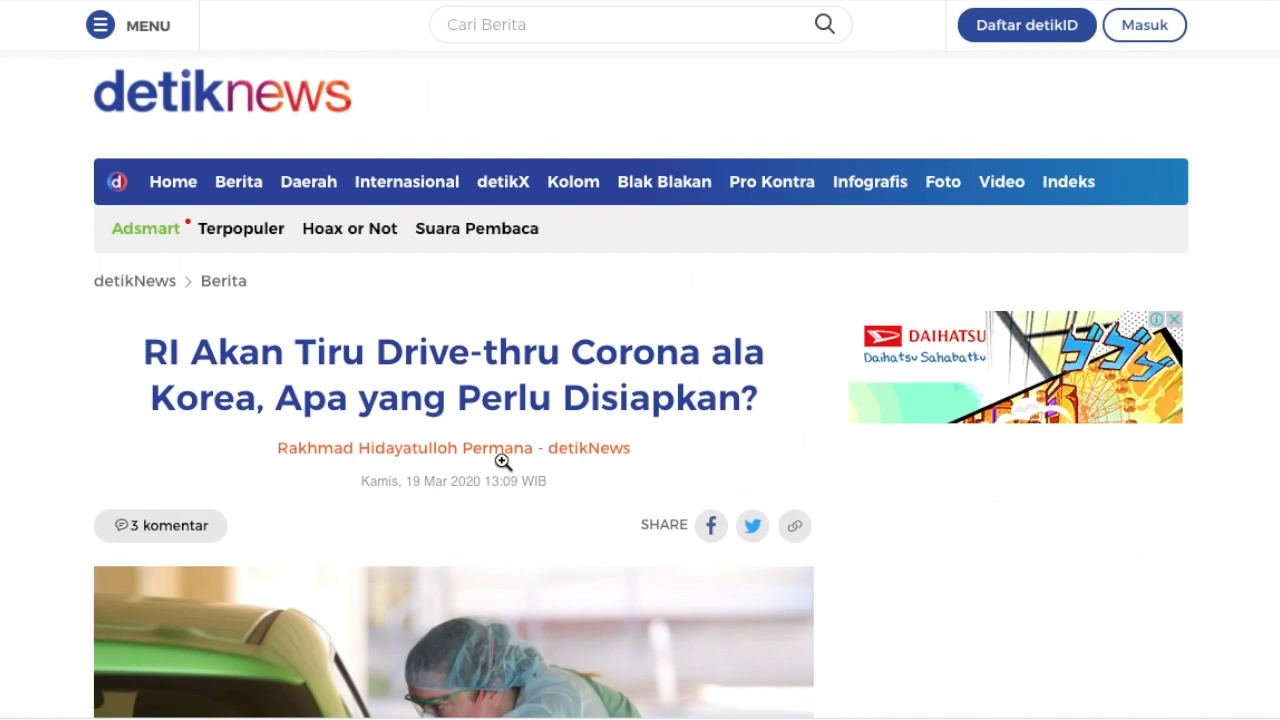 MENU
Cari Berita
Daftar detikID
Masuk
detiknews
d Home Berita Daerah Internasional detikX Kolom Blak Blakan Pro Kontra Infografis Foto Video Indeks
Adsmart Terpopuler Hoax or Not Suara Pembaca
detikNews > Berita
RI Akan Tiru Drive-thru Corona ala
Korea, Apa yang Perlu Disiapkan?
Rakhmad Hidayatulloh Permana - detikNews
Kamis, 19 Mar 2020 13:09 WIB
3 komentar
SHARE
DAIHATSU
Daihatsu Sahabatku
ゴゴゴ